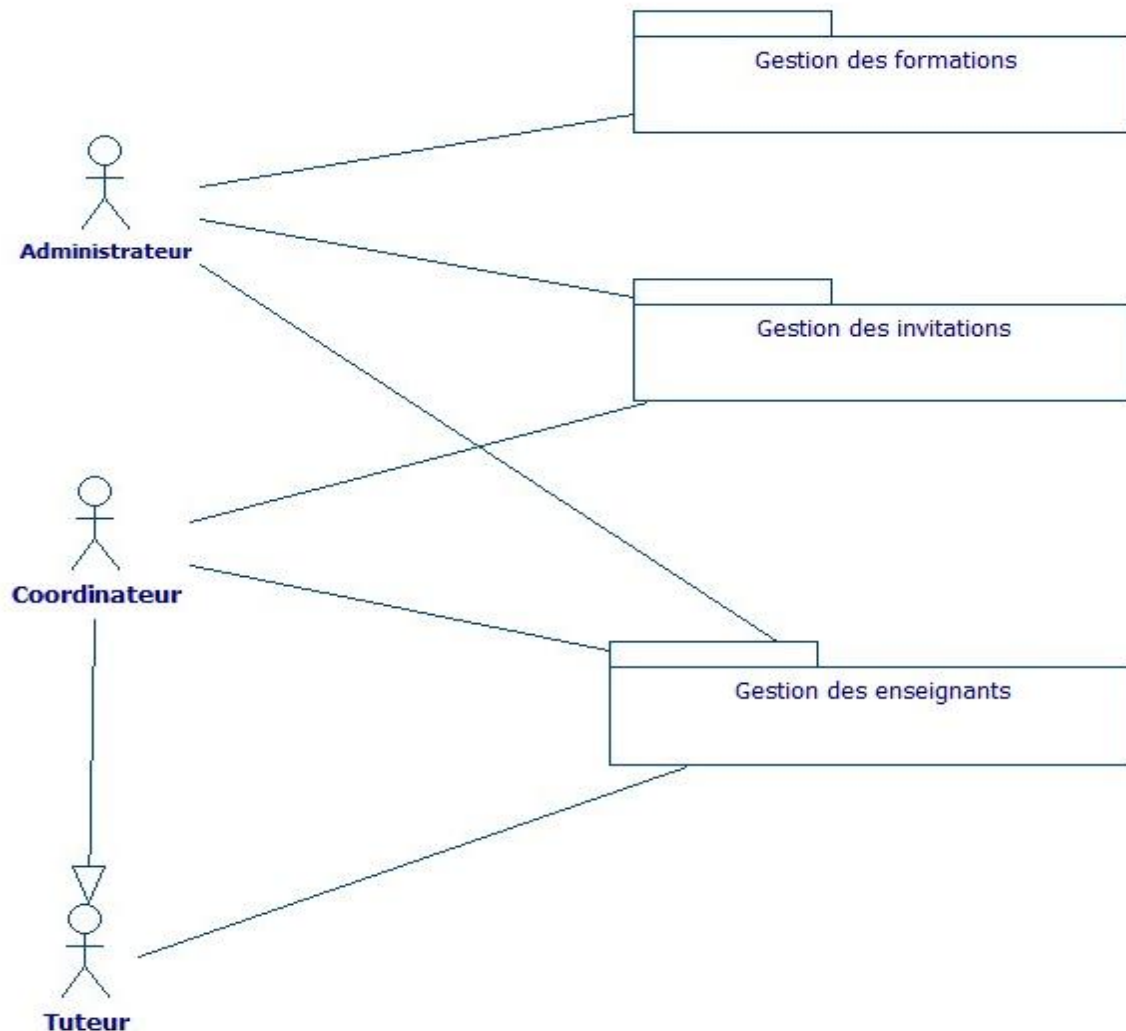 Gestion des formations
Administrateur
Gestion des invitations
Coordinateur
Gestion des enseignants
Tuteur